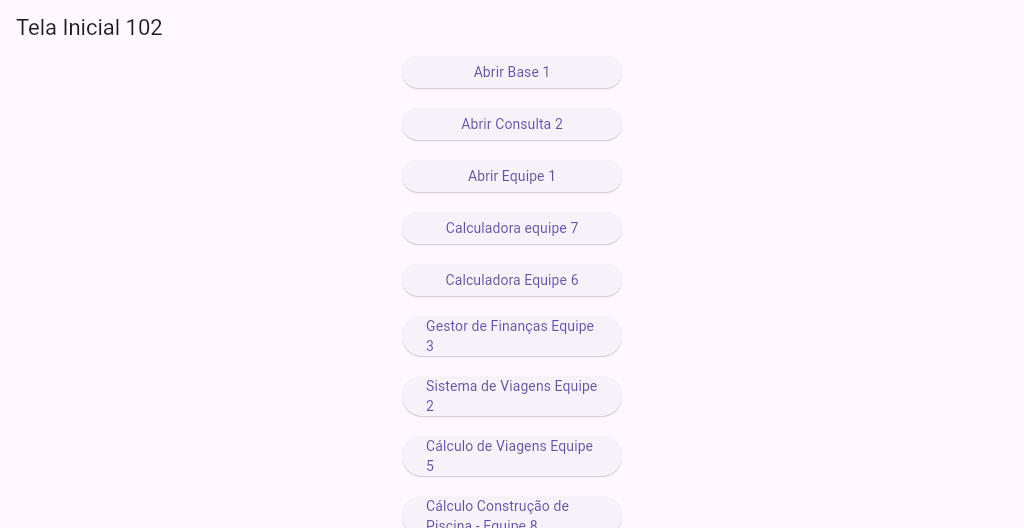 Tela Inicial 102
Abrir Base 1
Abrir Consulta 2
Abrir Equipe 1
Calculadora equipe 7
Calculadora Equipe 6
Gestor de Finanças Equipe
3
Sistema de Viagens Equipe
2
Cálculo de Viagens Equipe
5
Cálculo Construção de
Piscina - Equipe 8